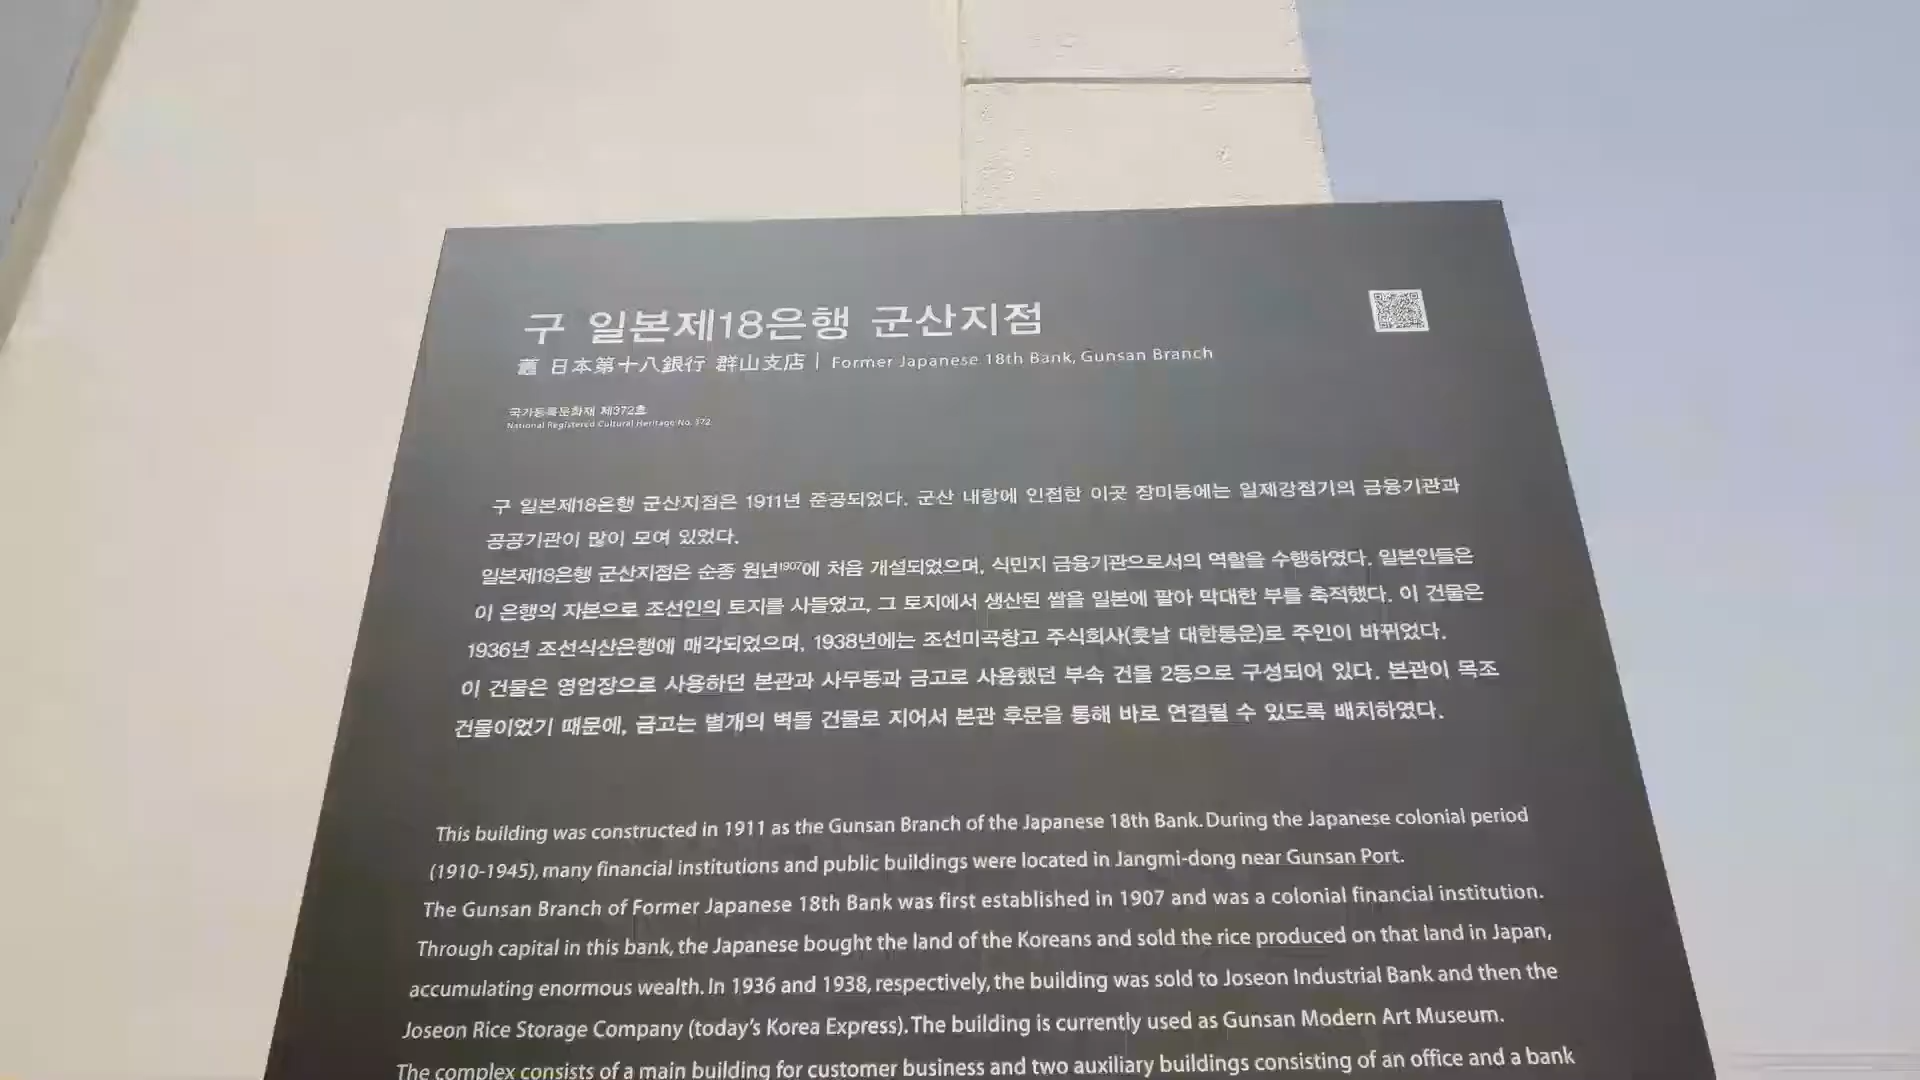 구 일본제18은행 군산지점
舊 日本第十八銀行 群山支店 | Former Japanese 18th Bank, Gunsan Branch
국가등록문화재 제372호
National Registered Cultural Heritage No. 372
구 일본제18은행 군산지점은 1911년 준공되었다. 군산 내항에 인접한 이곳 장미동에는 일제강점기의 금융기관과
공공기관이 많이 모여 있었다.
일본제18은행 군산지점은 순종 원년1907에 처음 개설되었으며, 식민지 금융기관으로서의 역할을 수행하였다. 일본인들은
이 은행의 자본으로 조선인의 토지를 사들였고, 그 토지에서 생산된 쌀을 일본에 팔아 막대한 부를 축적했다. 이 건물은
1936년 조선식산은행에 매각되었으며, 1938년에는 조선미곡창고 주식회사(훗날 대한통운)로 주인이 바뀌었다.
이 건물은 영업장으로 사용하던 본관과 사무동과 금고로 사용했던 부속 건물 2동으로 구성되어 있다. 본관이 목조
건물이었기 때문에, 금고는 별개의 벽돌 건물로 지어서 본관 후문을 통해 바로 연결될 수 있도록 배치하였다.
This building was constructed in 1911 as the Gunsan Branch of the Japanese 18th Bank. During the Japanese colonial period
(1910-1945), many financial institutions and public buildings were located in Jangmi-dong near Gunsan Port.
The Gunsan Branch of Former Japanese 18th Bank was first established in 1907 and was a colonial financial institution.
Through capital in this bank, the Japanese bought the land of the Koreans and sold the rice produced on that land in Japan,
accumulating enormous wealth. In 1936 and 1938, respectively, the building was sold to Joseon Industrial Bank and then the
Joseon Rice Storage Company (today's Korea Express). The building is currently used as Gunsan Modern Art Museum.
The complex consists of a main building for customer business and two auxiliary buildings consisting of an office and a bank